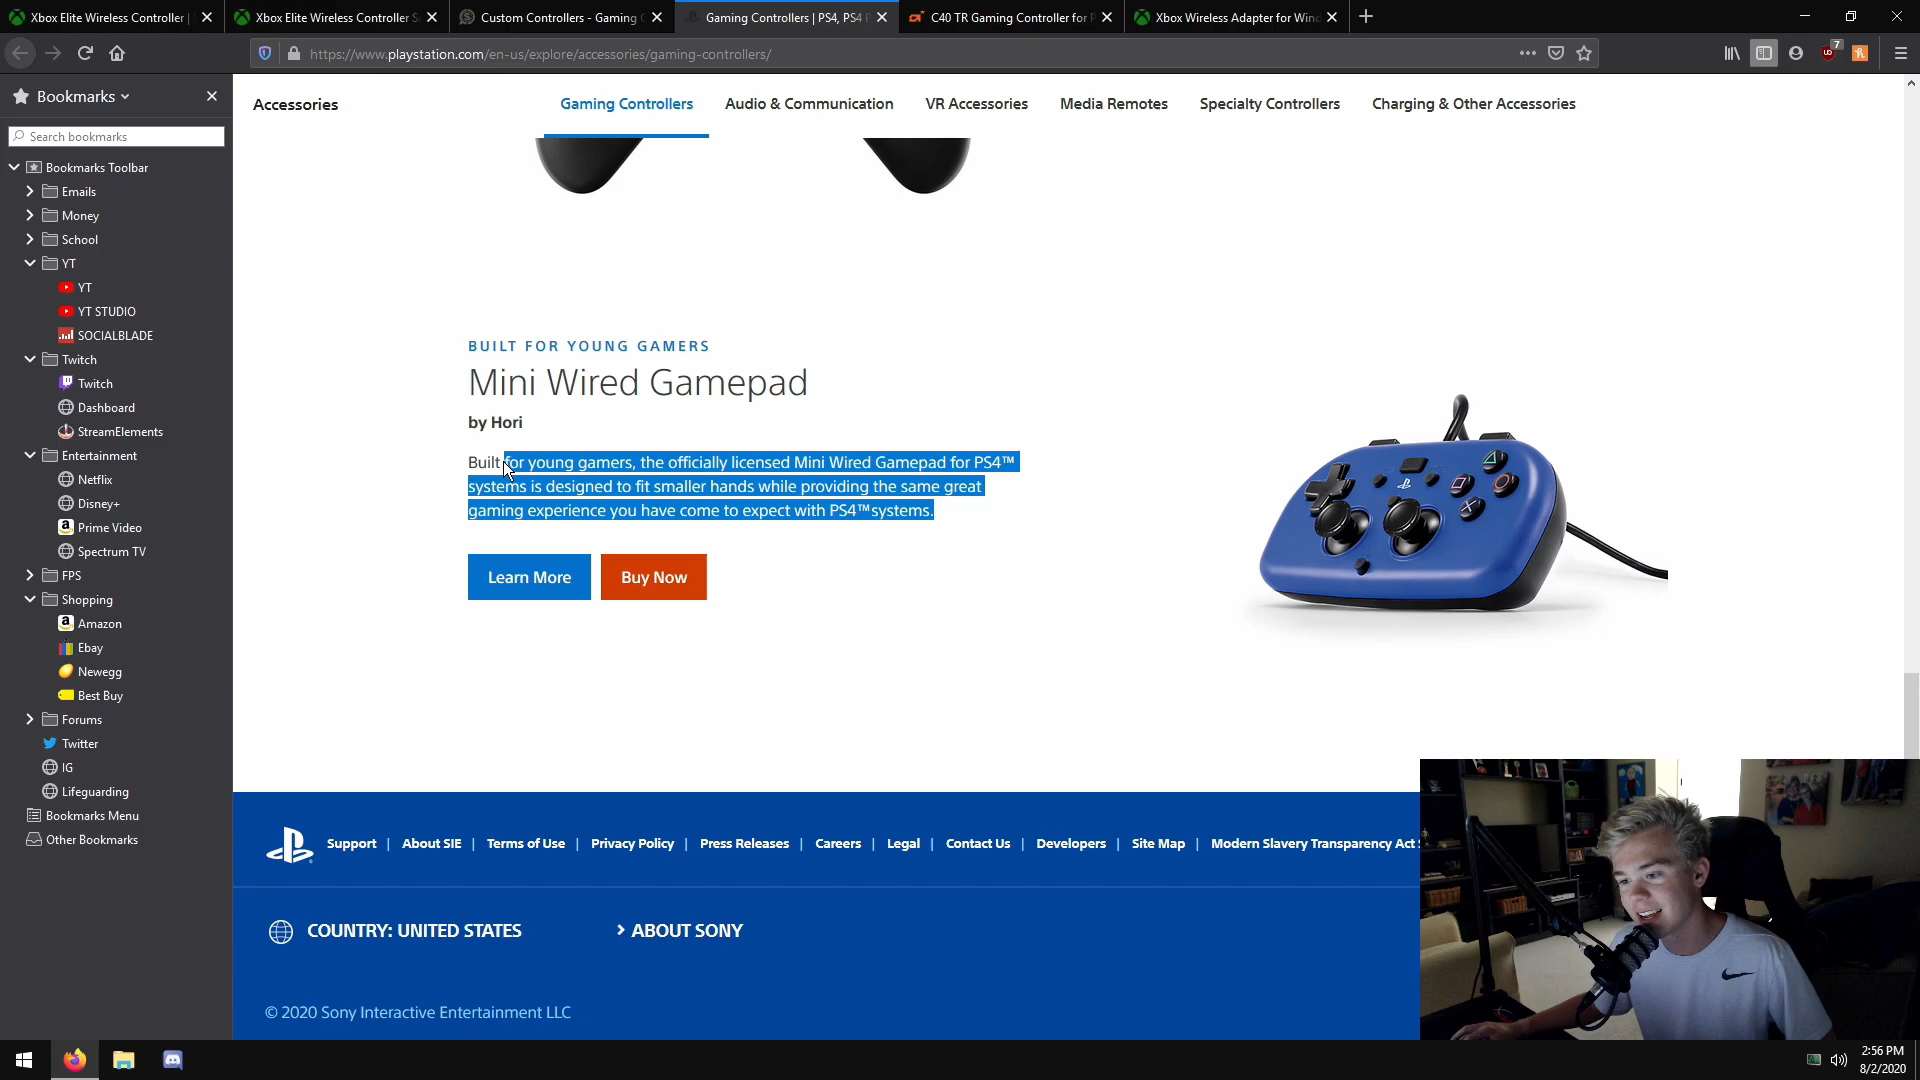 Xbox Elite Wireless Controller |
Xbox Elite Wireless Controller S
Custom Controllers - Gaming C
Gaming Controllers | PS4, PS4 P
C40 TR Gaming Controller for P
Xbox Wireless Adapter for Wind
https://www.playstation.com/en-us/explore/accessories/gaming-controllers/
7
Bookmarks
Search bookmarks
Bookmarks Toolbar
Emails
Money
School
YT
YT
YT STUDIO
SOCIALBLADE
Twitch
Twitch
Dashboard
StreamElements
Entertainment
Netflix
Disney+
Prime Video
Spectrum TV
FPS
Shopping
Amazon
Ebay
Newegg
Best Buy
Forums
Twitter
IG
Lifeguarding
Bookmarks Menu
Other Bookmarks
Accessories
Gaming Controllers
Audio & Communication
VR Accessories
Media Remotes
Specialty Controllers
Charging & Other Accessories
BUILT FOR YOUNG GAMERS
Mini Wired Gamepad
by Hori
Built for young gamers, the officially licensed Mini Wired Gamepad for PS4™
systems is designed to fit smaller hands while providing the same great
gaming experience you have come to expect with PS4™systems.
Learn More
Buy Now
Support | About SIE | Terms of Use | Privacy Policy | Press Releases | Careers | Legal | Contact Us | Developers | Site Map | Modern Slavery Transparency Act S
COUNTRY: UNITED STATES
ABOUT SONY
© 2020 Sony Interactive Entertainment LLC
2:56 PM
8/2/2020